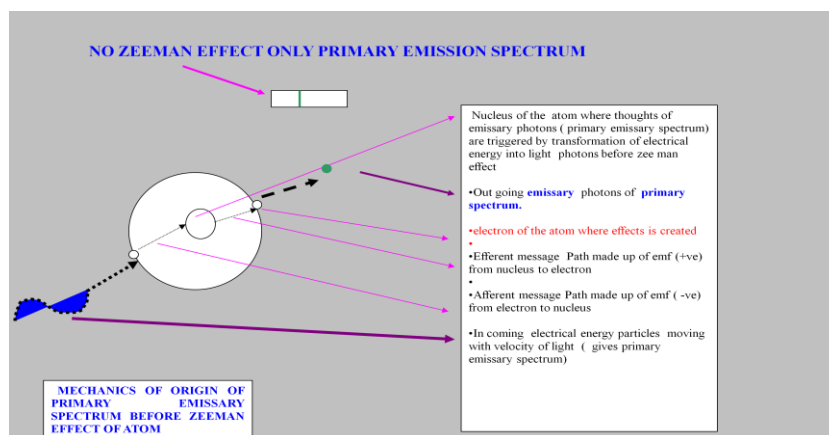 NO ZEEMAN EFFECT ONLY PRIMARY EMISSION SPECTRUM
Nucleus of the atom where thoughts of
emissary photons ( primary emissary spectrum)
are triggered by transformation of electrical
energy into light photons before zee man
effect
•Out going emissary photons of primary
spectrum.
•electron of the atom where effects is created
•
•Efferent message Path made up of emf (+ve)
from nucleus to electron
•
•Afferent message Path made up of emf ( -ve)
from electron to nucleus
•In coming electrical energy particles moving
with velocity of light ( gives primary
emissary spectrum)
MECHANICS OF ORIGIN OF
PRIMARY EMISSARY
SPECTRUM BEFORE ZEEMAN
EFFECT OF ATOM